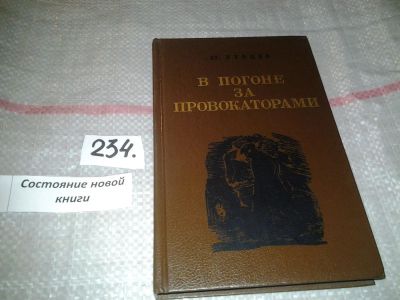 В ПОГОНЕ
ЗА
ПРОВОКАТОРАМИ
234.
Состояние новой
книги